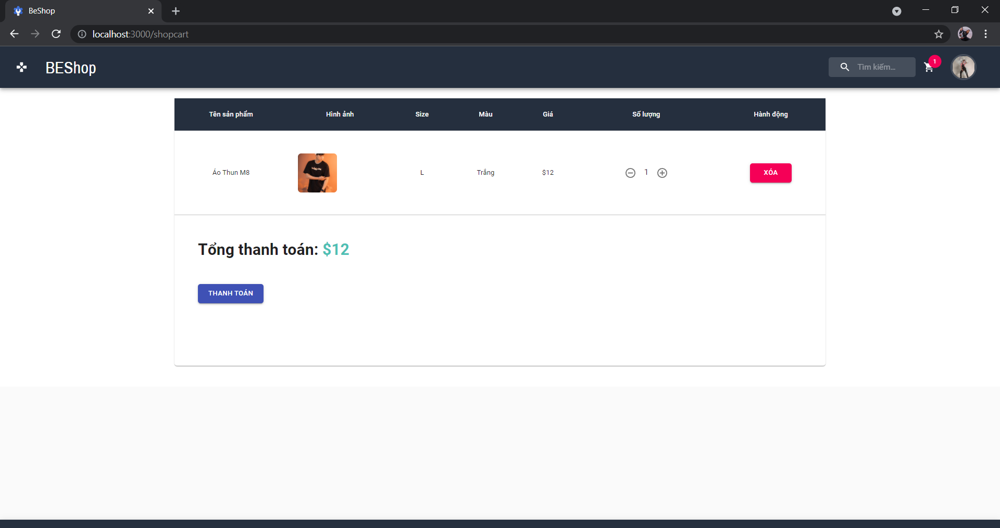 BeShop
localhost:3000/shopcart
BEShop
Tìm kiếm...
1
Tên sản phẩm Hình ảnh Size Màu Giá Số lượng Hành động
Áo Thun M8 L Trắng $12 1 XÓA
Tổng thanh toán: $12
THANH TOÁN